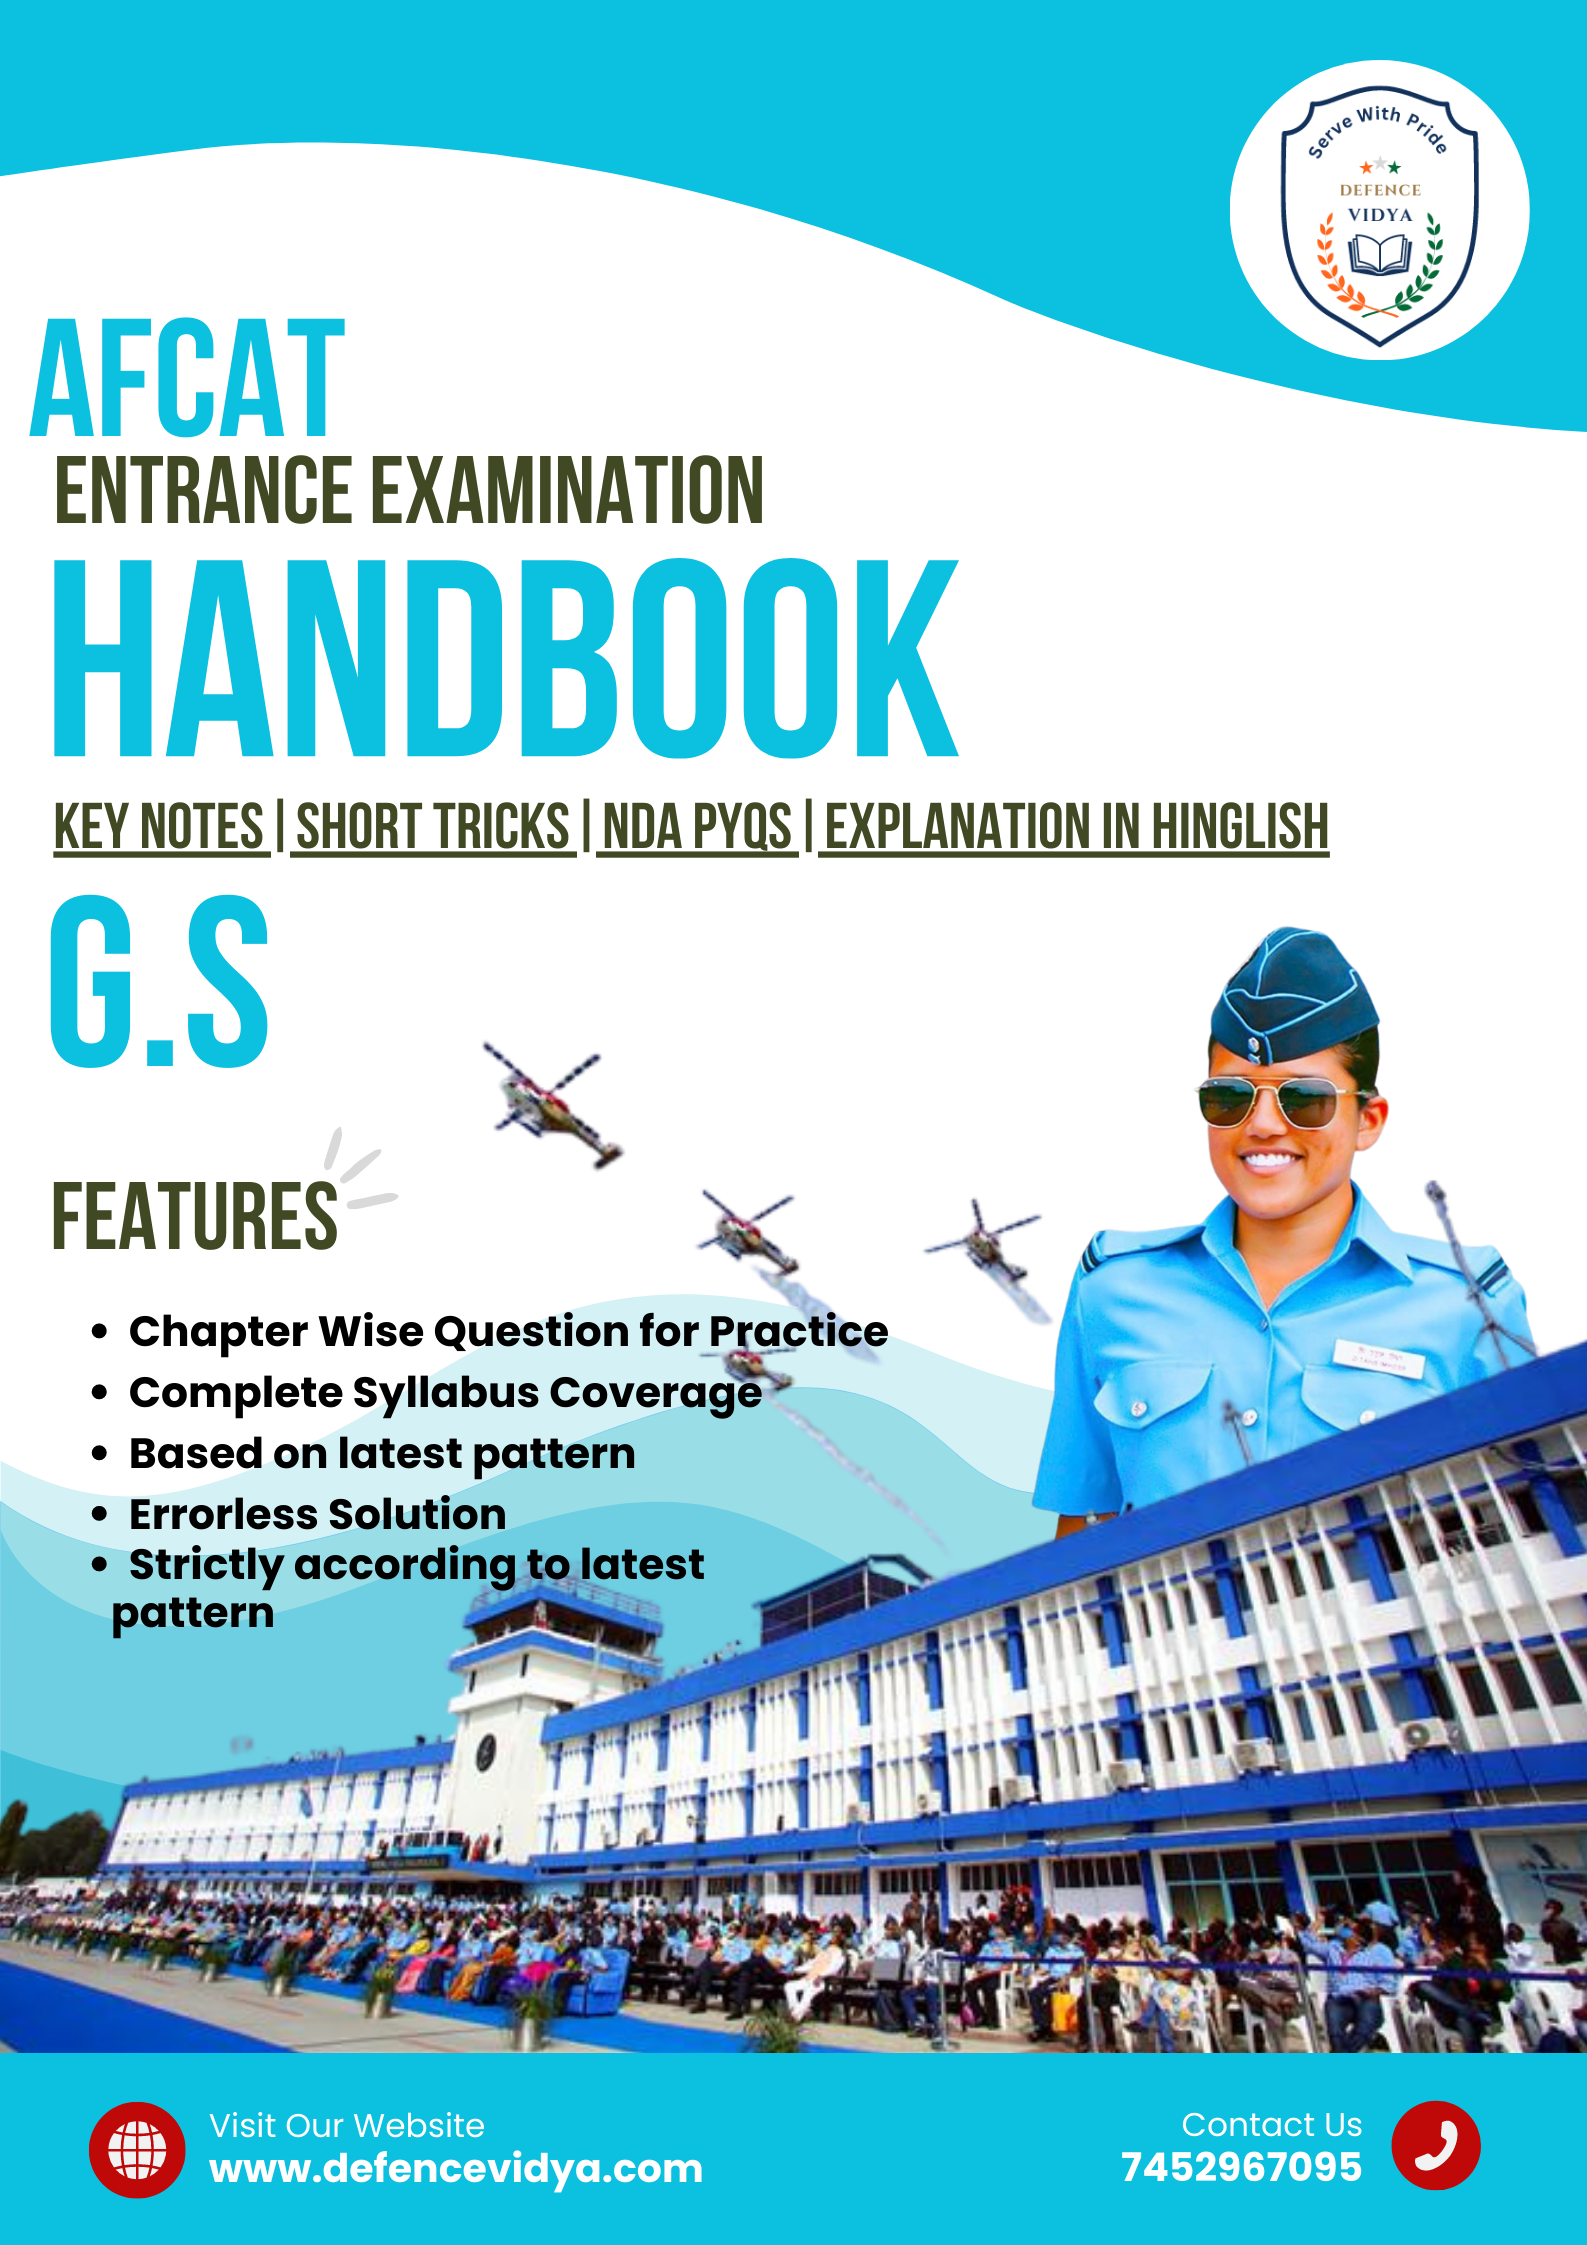 Serve With Pride
DEFENCE
VIDYA
AFCAT
ENTRANCE EXAMINATION
HANDBOOK
KEY NOTES | SHORT TRICKS | NDA PYQS | EXPLANATION IN HINGLISH
G.S
FEATURES
• Chapter Wise Question for Practice
• Complete Syllabus Coverage
• Based on latest pattern
• Errorless Solution
• Strictly according to latest
pattern
Visit Our Website
www.defencevidya.com
Contact Us
7452967095